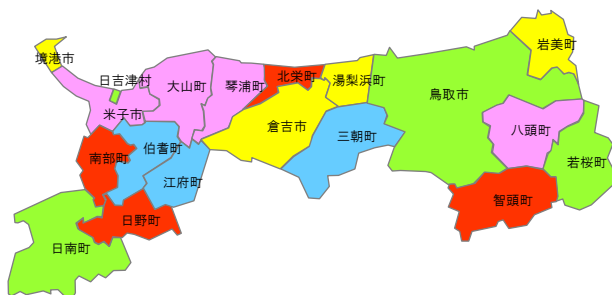 岩美町
境港市
日吉津村
大山町
琴浦町
北栄町
湯梨浜町
鳥取市
米子市
倉吉市
三朝町
八頭町
南部町
伯耆町
若桜町
江府町
智頭町
日野町
日南町